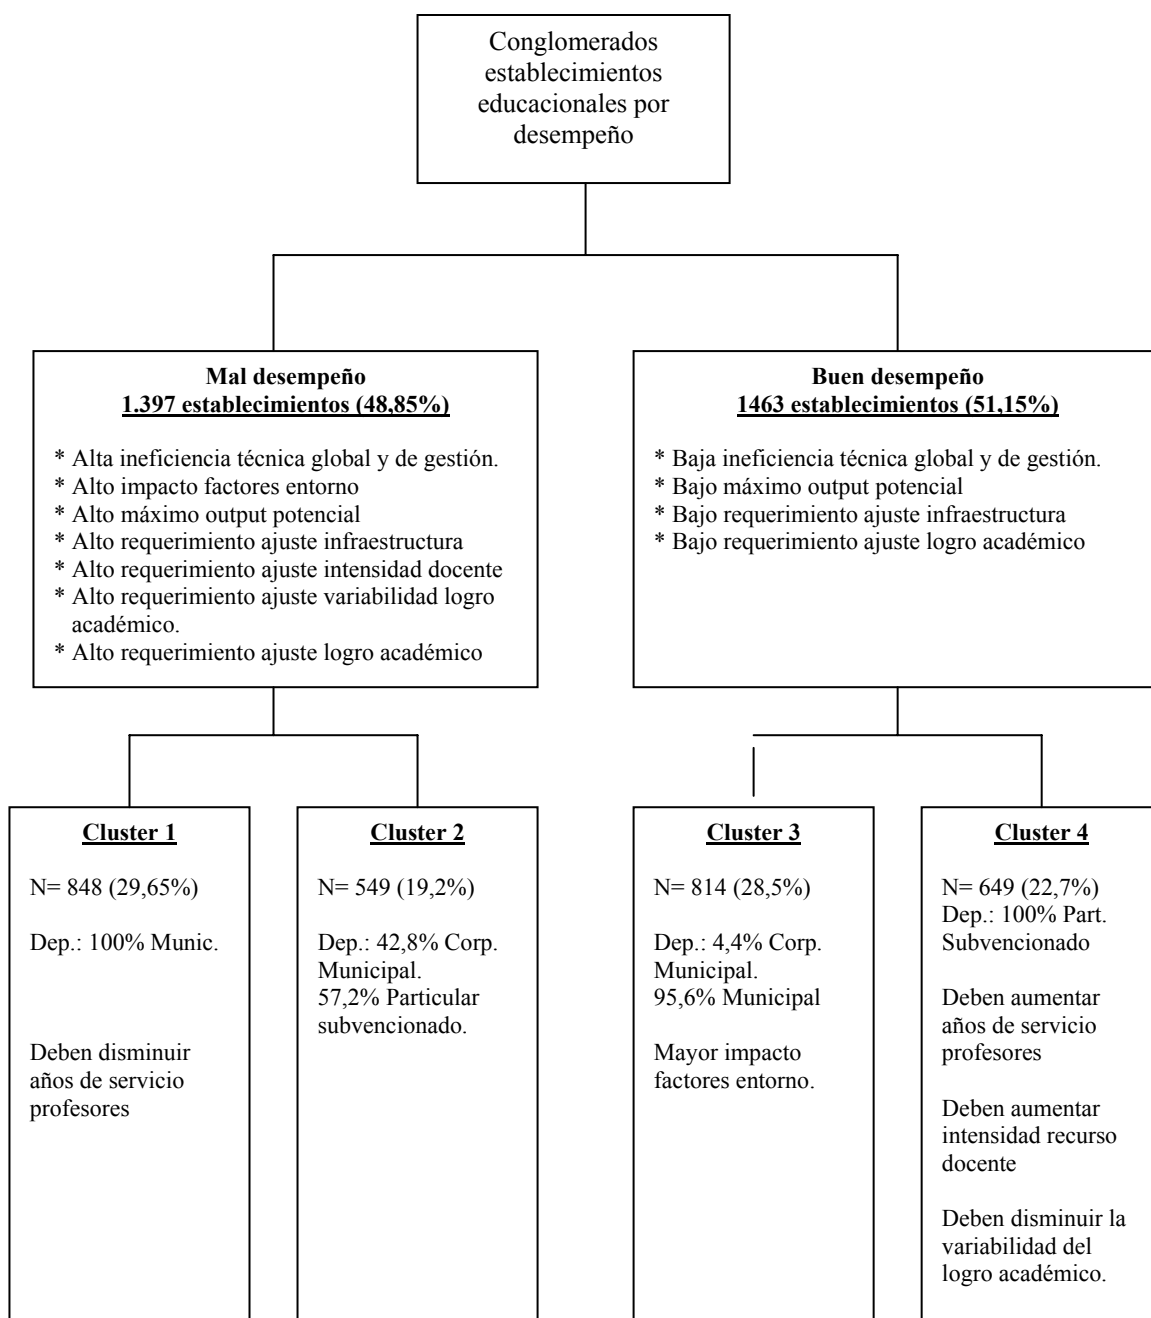 Conglomerados
establecimientos
educacionales por
desempeño
Mal desempeño
1.397 establecimientos (48,85%)
* Alta ineficiencia técnica global y de gestión.
* Alto impacto factores entorno
* Alto máximo output potencial
* Alto requerimiento ajuste infraestructura
* Alto requerimiento ajuste intensidad docente
* Alto requerimiento ajuste variabilidad logro
académico.
* Alto requerimiento ajuste logro académico
Buen desempeño
1463 establecimientos (51,15%)
* Baja ineficiencia técnica global y de gestión.
* Bajo máximo output potencial
* Bajo requerimiento ajuste infraestructura
* Bajo requerimiento ajuste logro académico
Cluster 1
N= 848 (29,65%)
Dep.: 100% Munic.
Deben disminuir
años de servicio
profesores
Cluster 2
N= 549 (19,2%)
Dep.: 42,8% Corp.
Municipal.
57,2% Particular
subvencionado.
Cluster 3
N= 814 (28,5%)
Dep.: 4,4% Corp.
Municipal.
95,6% Municipal
Mayor impacto
factores entorno.
Cluster 4
N= 649 (22,7%)
Dep.: 100% Part.
Subvencionado
Deben aumentar
años de servicio
profesores
Deben aumentar
intensidad recurso
docente
Deben disminuir la
variabilidad del
logro académico.